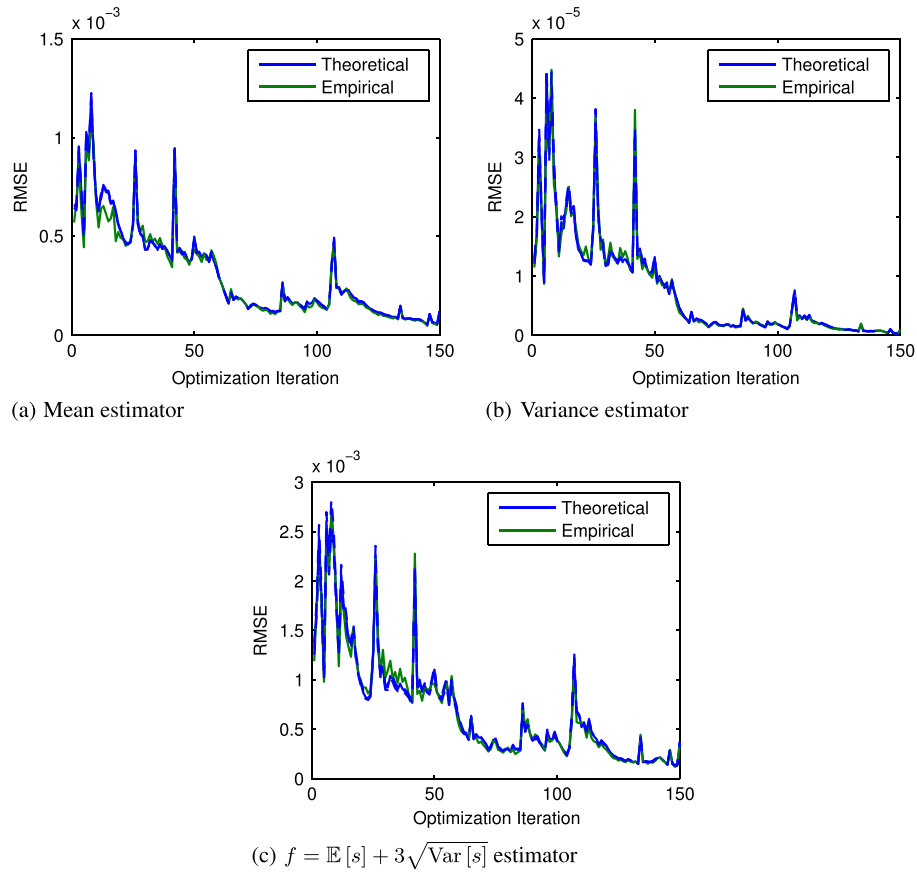 x 10⁻³
1.5
1
0.5
0
RMSE
Theoretical
Empirical
0 50 100 150
Optimization Iteration
(a) Mean estimator
x 10⁻⁵
5
4
3
2
1
0
RMSE
Theoretical
Empirical
0 50 100 150
Optimization Iteration
(b) Variance estimator
x 10⁻³
3
2.5
2
1.5
1
0.5
0
RMSE
Theoretical
Empirical
0 50 100 150
Optimization Iteration
(c) f = 𝔼 [s] + 3√Var [s] estimator